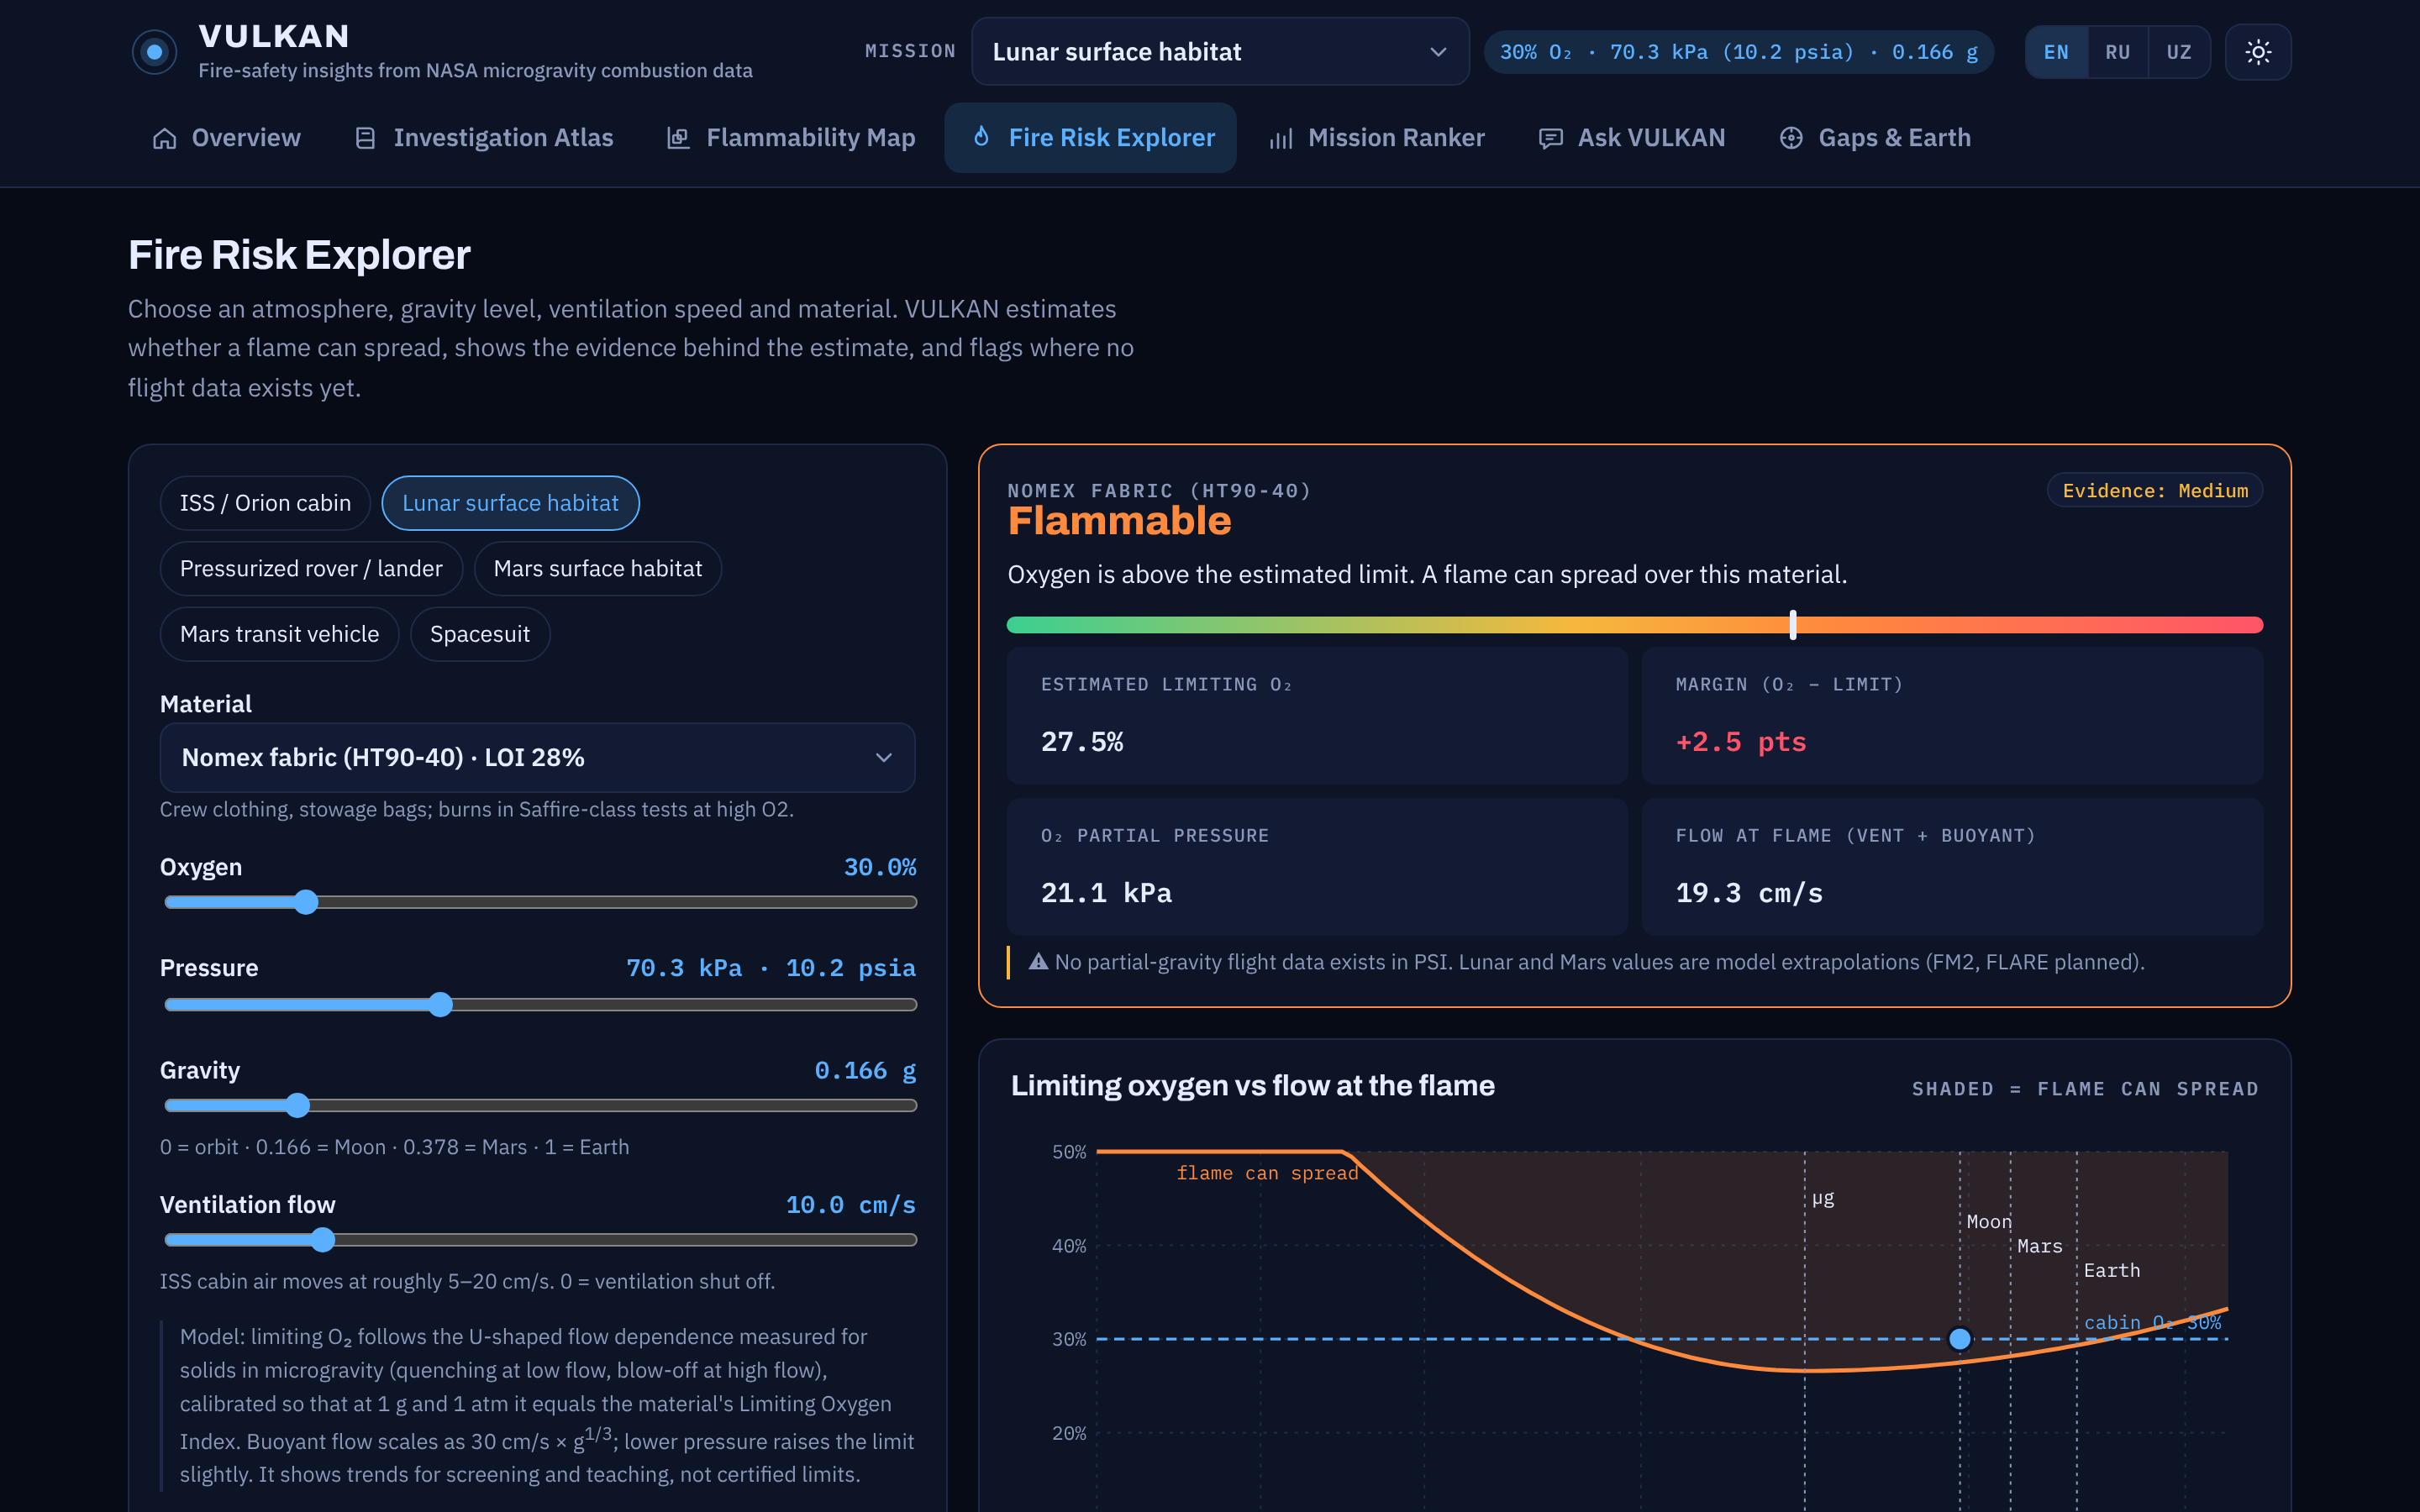 VULKAN
Fire-safety insights from NASA microgravity combustion data
MISSION
Lunar surface habitat
30% O₂ · 70.3 kPa (10.2 psia) · 0.166 g
EN
RU
UZ
Overview
Investigation Atlas
Flammability Map
Fire Risk Explorer
Mission Ranker
Ask VULKAN
Gaps & Earth
Fire Risk Explorer
Choose an atmosphere, gravity level, ventilation speed and material. VULKAN estimates
whether a flame can spread, shows the evidence behind the estimate, and flags where no
flight data exists yet.
ISS / Orion cabin
Lunar surface habitat
Pressurized rover / lander
Mars surface habitat
Mars transit vehicle
Spacesuit
Material
Nomex fabric (HT90-40) · LOI 28%
Crew clothing, stowage bags; burns in Saffire-class tests at high O2.
Oxygen
30.0%
Pressure
70.3 kPa · 10.2 psia
Gravity
0.166 g
0 = orbit · 0.166 = Moon · 0.378 = Mars · 1 = Earth
Ventilation flow
10.0 cm/s
ISS cabin air moves at roughly 5–20 cm/s. 0 = ventilation shut off.
Model: limiting O₂ follows the U-shaped flow dependence measured for
solids in microgravity (quenching at low flow, blow-off at high flow),
calibrated so that at 1 g and 1 atm it equals the material's Limiting Oxygen
Index. Buoyant flow scales as 30 cm/s × g^1/3; lower pressure raises the limit
slightly. It shows trends for screening and teaching, not certified limits.
NOMEX FABRIC (HT90-40)
Evidence: Medium
Flammable
Oxygen is above the estimated limit. A flame can spread over this material.
ESTIMATED LIMITING O₂
27.5%
MARGIN (O₂ − LIMIT)
+2.5 pts
O₂ PARTIAL PRESSURE
21.1 kPa
FLOW AT FLAME (VENT + BUOYANT)
19.3 cm/s
⚠ No partial-gravity flight data exists in PSI. Lunar and Mars values are model extrapolations (FM2, FLARE planned).
Limiting oxygen vs flow at the flame
SHADED = FLAME CAN SPREAD
50%
flame can spread
µg
Moon
40%
Mars
Earth
cabin O₂ 30%
30%
20%